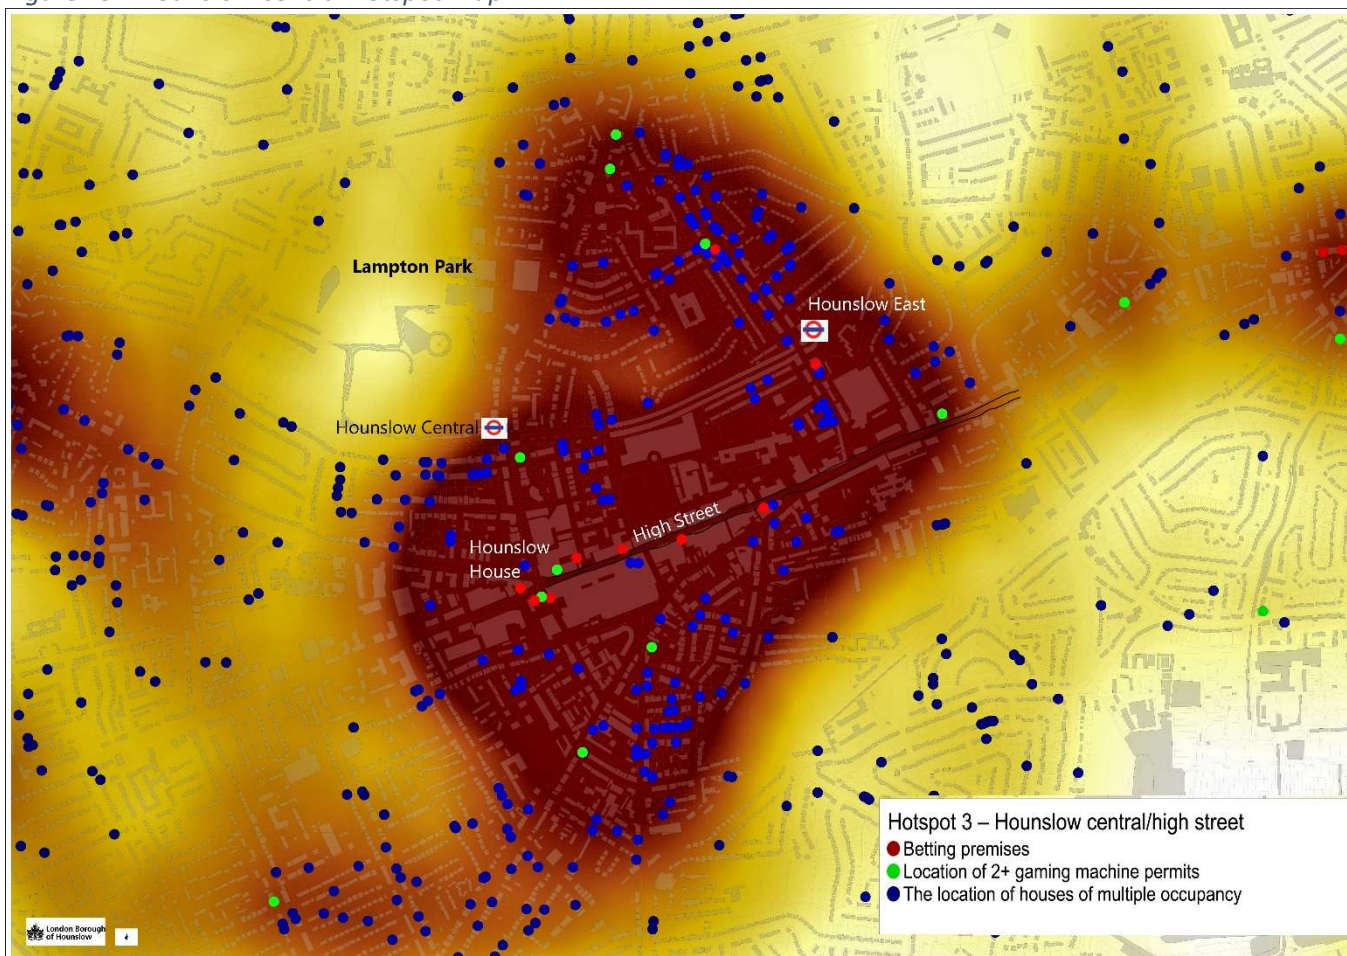 Lampton Park
Hounslow East
Hounslow Central
High Street
Hounslow
House
Hotspot 3 – Hounslow central/high street
Betting premises
Location of 2+ gaming machine permits
The location of houses of multiple occupancy
London Borough
of Hounslow